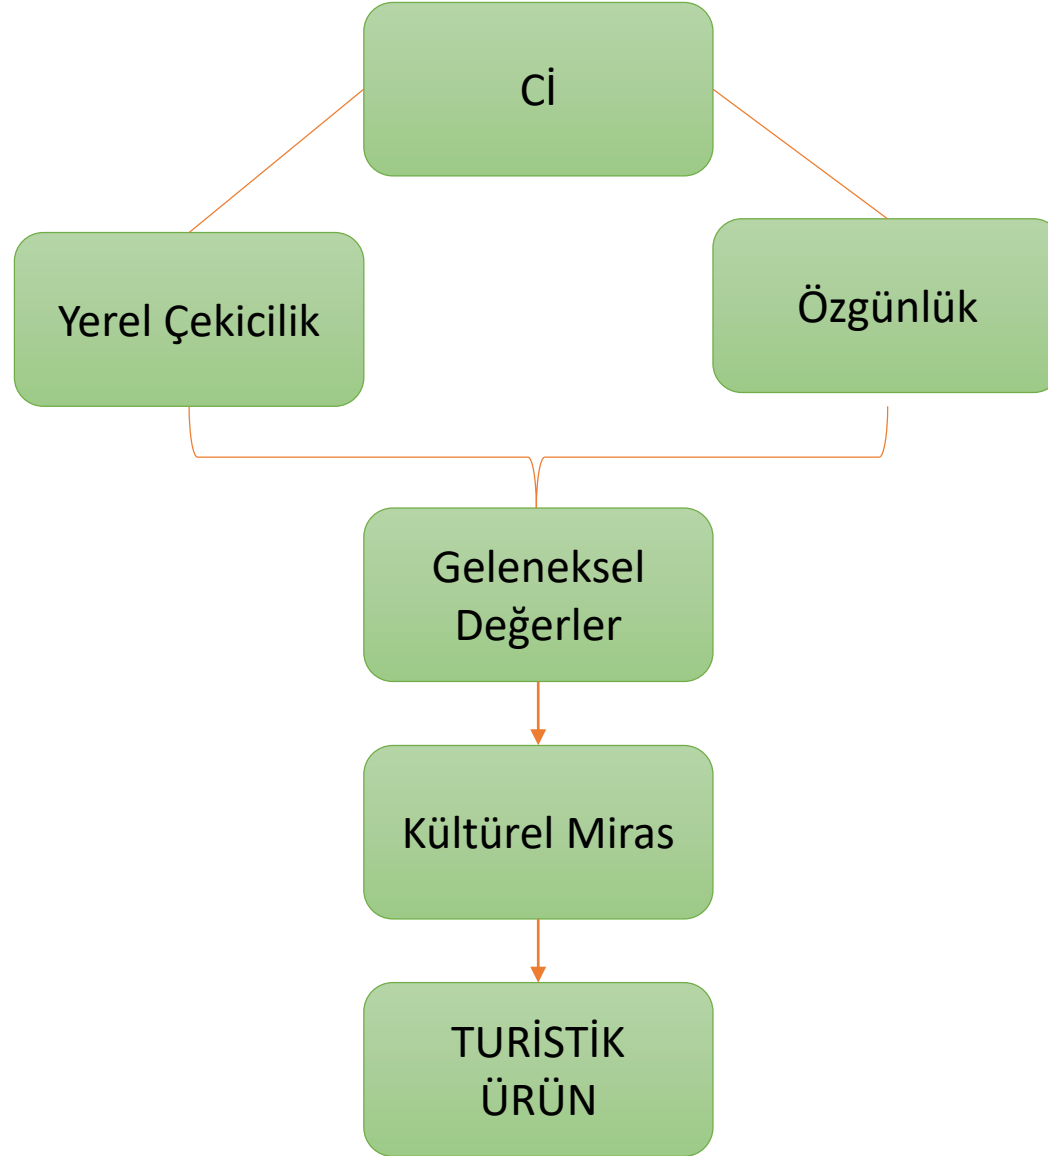 Cİ
Yerel Çekicilik
Özgünlük
Geleneksel
Değerler
Kültürel Miras
TURİSTİK
ÜRÜN